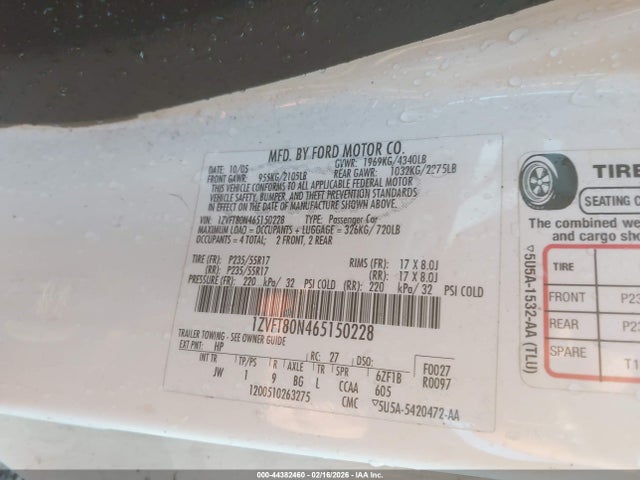 MFD. BY FORD MOTOR CO.
DATE: 10/05 GVWR: 1969KG/4340LB
FRONT GAWR: 955KG/2105LB REAR GAWR: 1032KG/2275LB
THIS VEHICLE CONFORMS TO ALL APPLICABLE FEDERAL MOTOR
VEHICLE SAFETY, BUMPER, AND THEFT PREVENTION STANDARDS
IN EFFECT ON THE DATE OF MANUFACTURE SHOWN ABOVE.
VIN: 1ZVFT80N465150228 TYPE: Passenger Car
MAXIMUM LOAD = OCCUPANTS + LUGGAGE = 326KG/720LB
OCCUPANTS = 4 TOTAL; 2 FRONT, 2 REAR
TIRE (FR): P235/55R17 RIMS (FR): 17 X 8.0J
(RR): P235/55R17 (RR): 17 X 8.0J
PRESSURE (FR): 220 kPa/ 32 PSI COLD (RR): 220 kPa/ 32 PSI COLD
1ZVFT80N465150228
TRAILER TOWING - SEE OWNER GUIDE
EXT PNT: HP RC: 27 DSO: F0027
INT TR TP/PS R AXLE TR SPR 6ZF1B R0097
JW 1 9 BG L CCAA 605
1200510263275 CMC ▽5U5A-5420472-AA
TIRE
SEATING
The combined
and cargo
▽5U5A-1532-AA (TLU)
TIRE
FRONT P2
REAR P2
SPARE T1
000-44382460 - 02/16/2026 - IAAI.COM